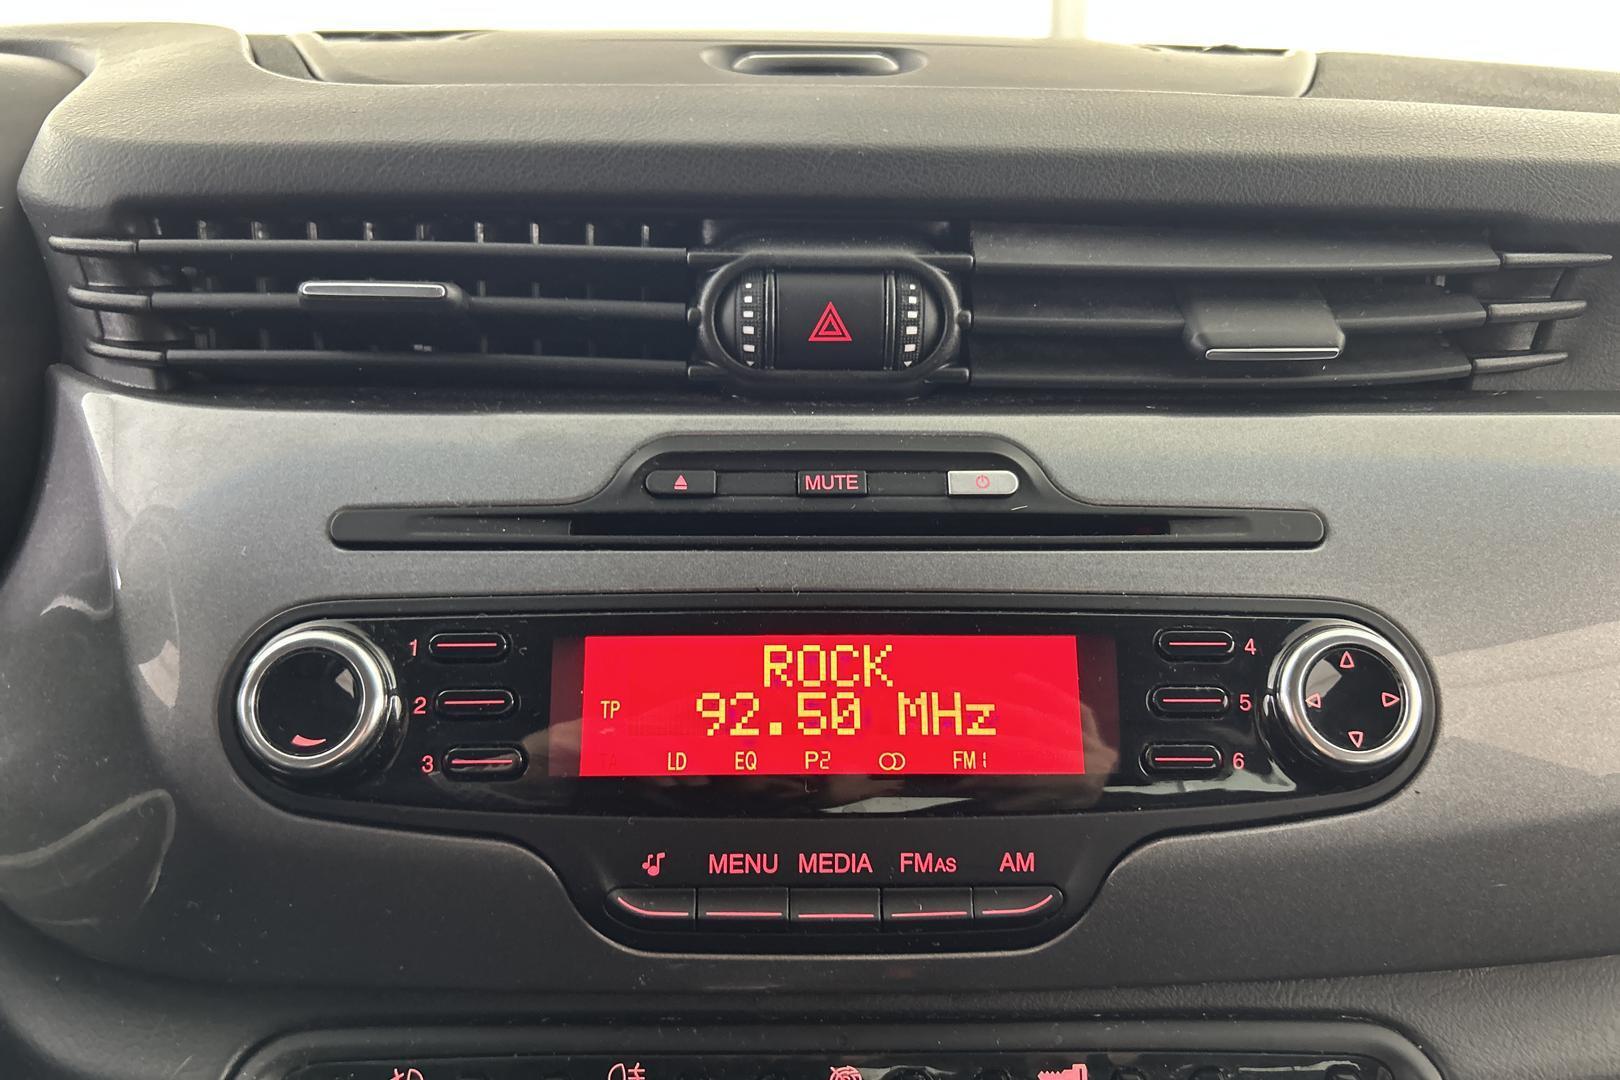 MUTE
1
ROCK
4
2
TP
92.50 MHz
5
3
TA
LD EQ P2 FM1
6
MENU MEDIA FMAS AM